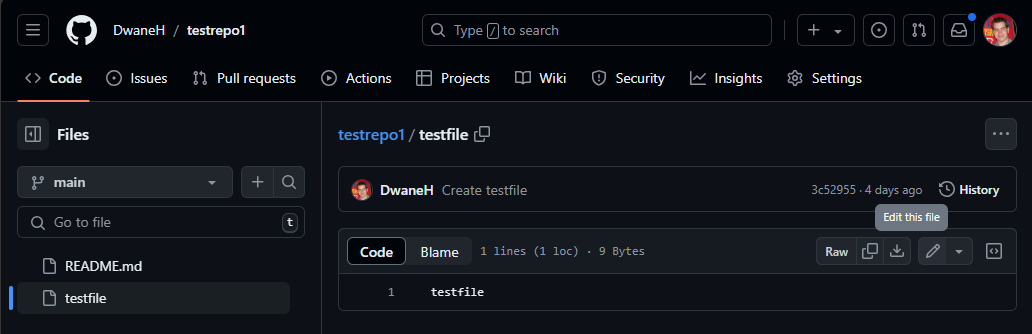 DwaneH / testrepo1
Type / to search
Code Issues Pull requests Actions Projects Wiki Security Insights Settings
Files
main
Go to file t
README.md
testfile
testrepo1 / testfile
DwaneH Create testfile 3c52955 · 4 days ago History
Edit this file
Code Blame 1 lines (1 loc) · 9 Bytes Raw
1 testfile